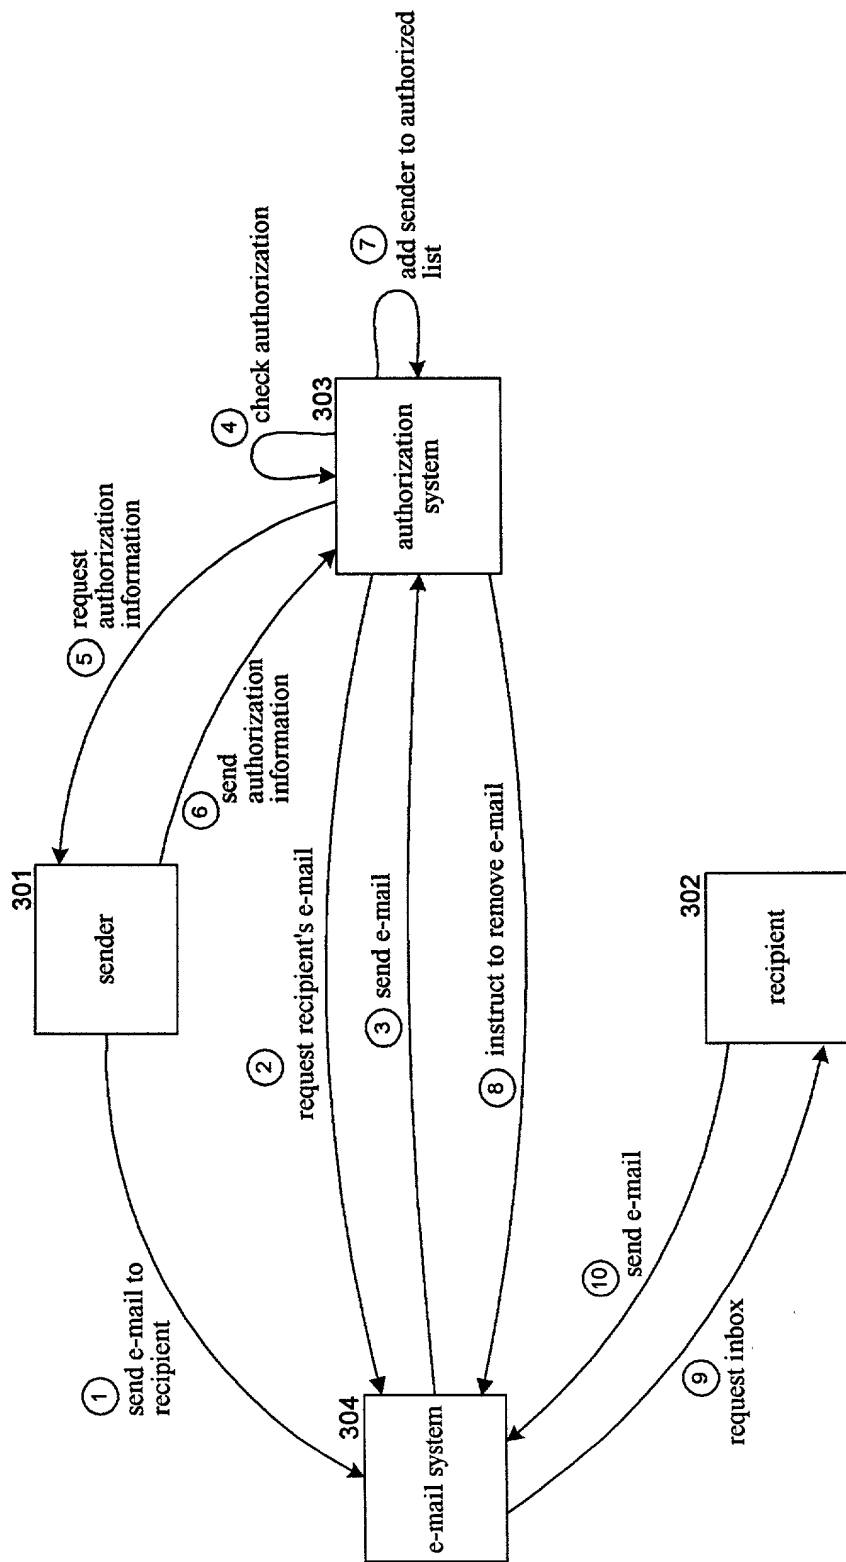 1
send e-mail to
recipient
304
e-mail system
301
sender
2
request recipient's e-mail
3
send e-mail
8
instruct to remove e-mail
10
send e-mail
9
request inbox
302
recipient
5
request
authorization
information
6
send
authorization
information
4
check authorization
303
authorization
system
7
add sender to authorized
list